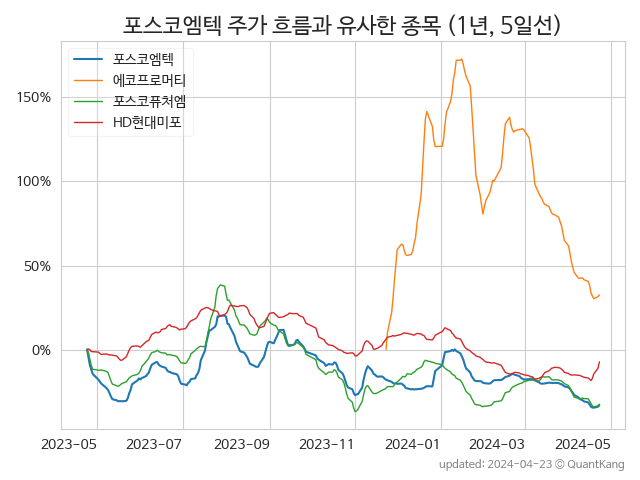 포스코엠텍 주가 흐름과 유사한 종목 (1년, 5일선)
포스코엠텍
에코프로머티
포스코퓨처엠
HD현대미포
150%
100%
50%
0%
2023-05 2023-07 2023-09 2023-11 2024-01 2024-03 2024-05
updated: 2024-04-23 © QuantKang